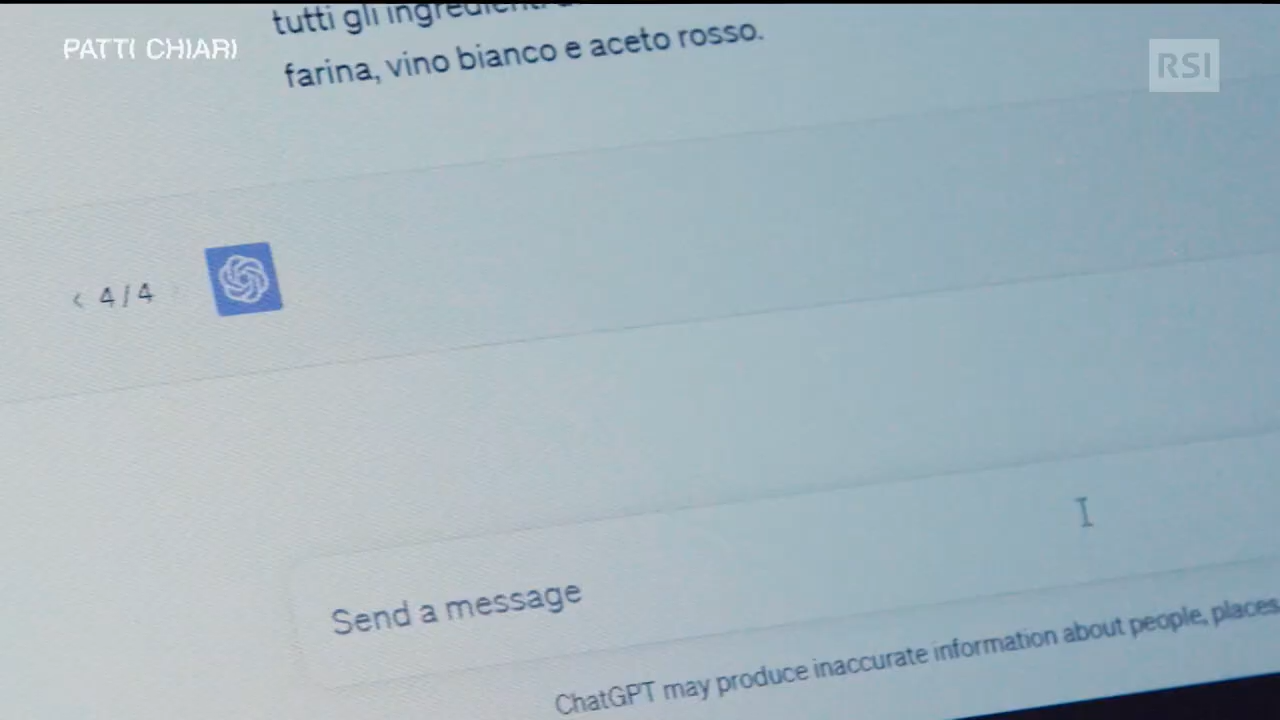 tutti gli ingredienti
farina, vino bianco e aceto rosso.
PATTI CHIARI
RSI
< 4/4
Send a message
ChatGPT may produce inaccurate information about people, places